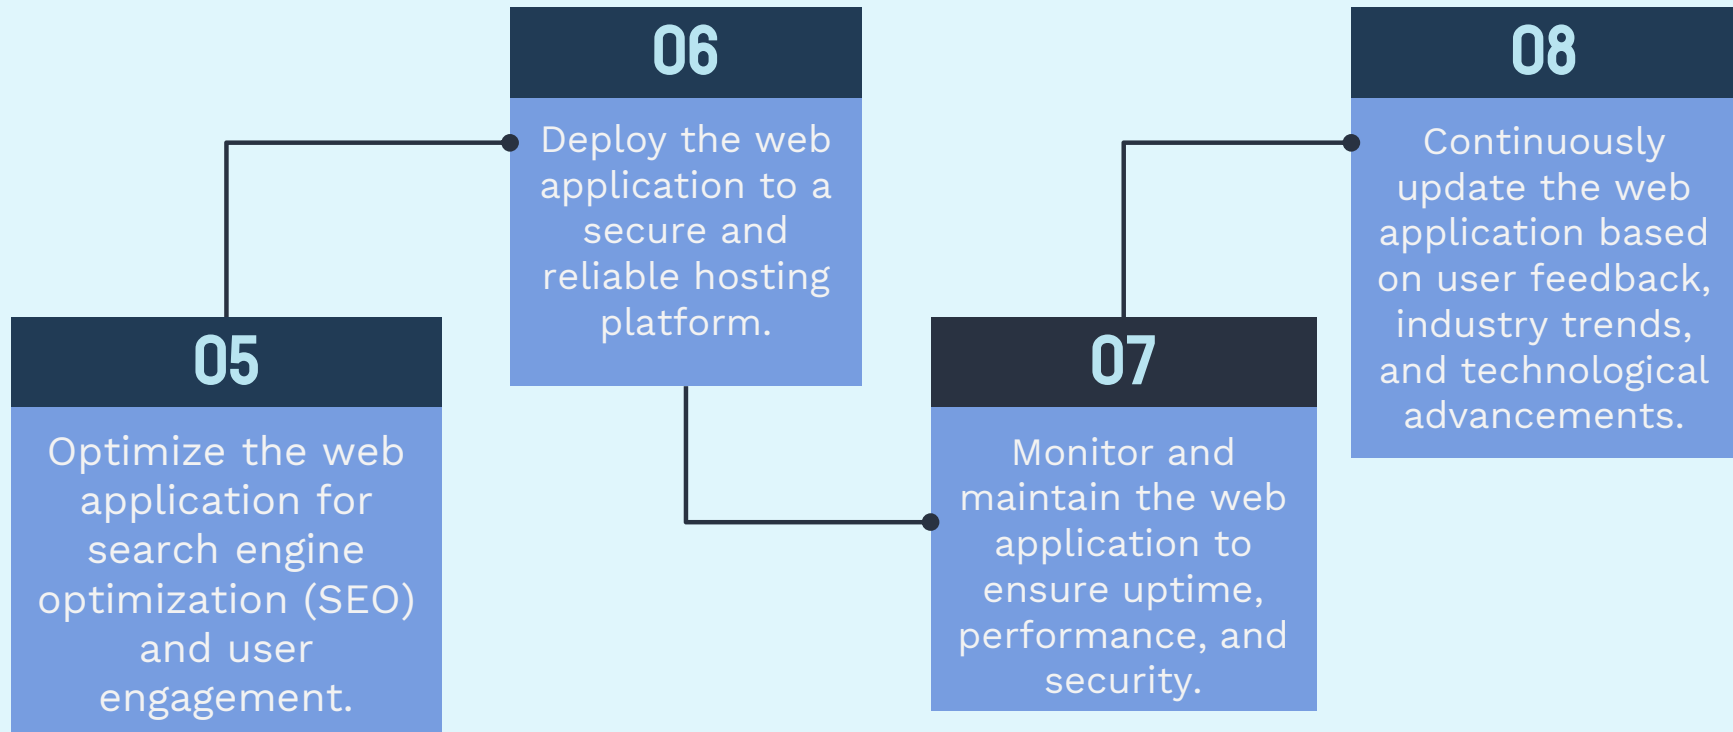 05
Optimize the web
application for
search engine
optimization (SEO)
and user
engagement.
06
Deploy the web
application to a
secure and
reliable hosting
platform.
07
Monitor and
maintain the web
application to
ensure uptime,
performance, and
security.
08
Continuously
update the web
application based
on user feedback,
industry trends,
and technological
advancements.